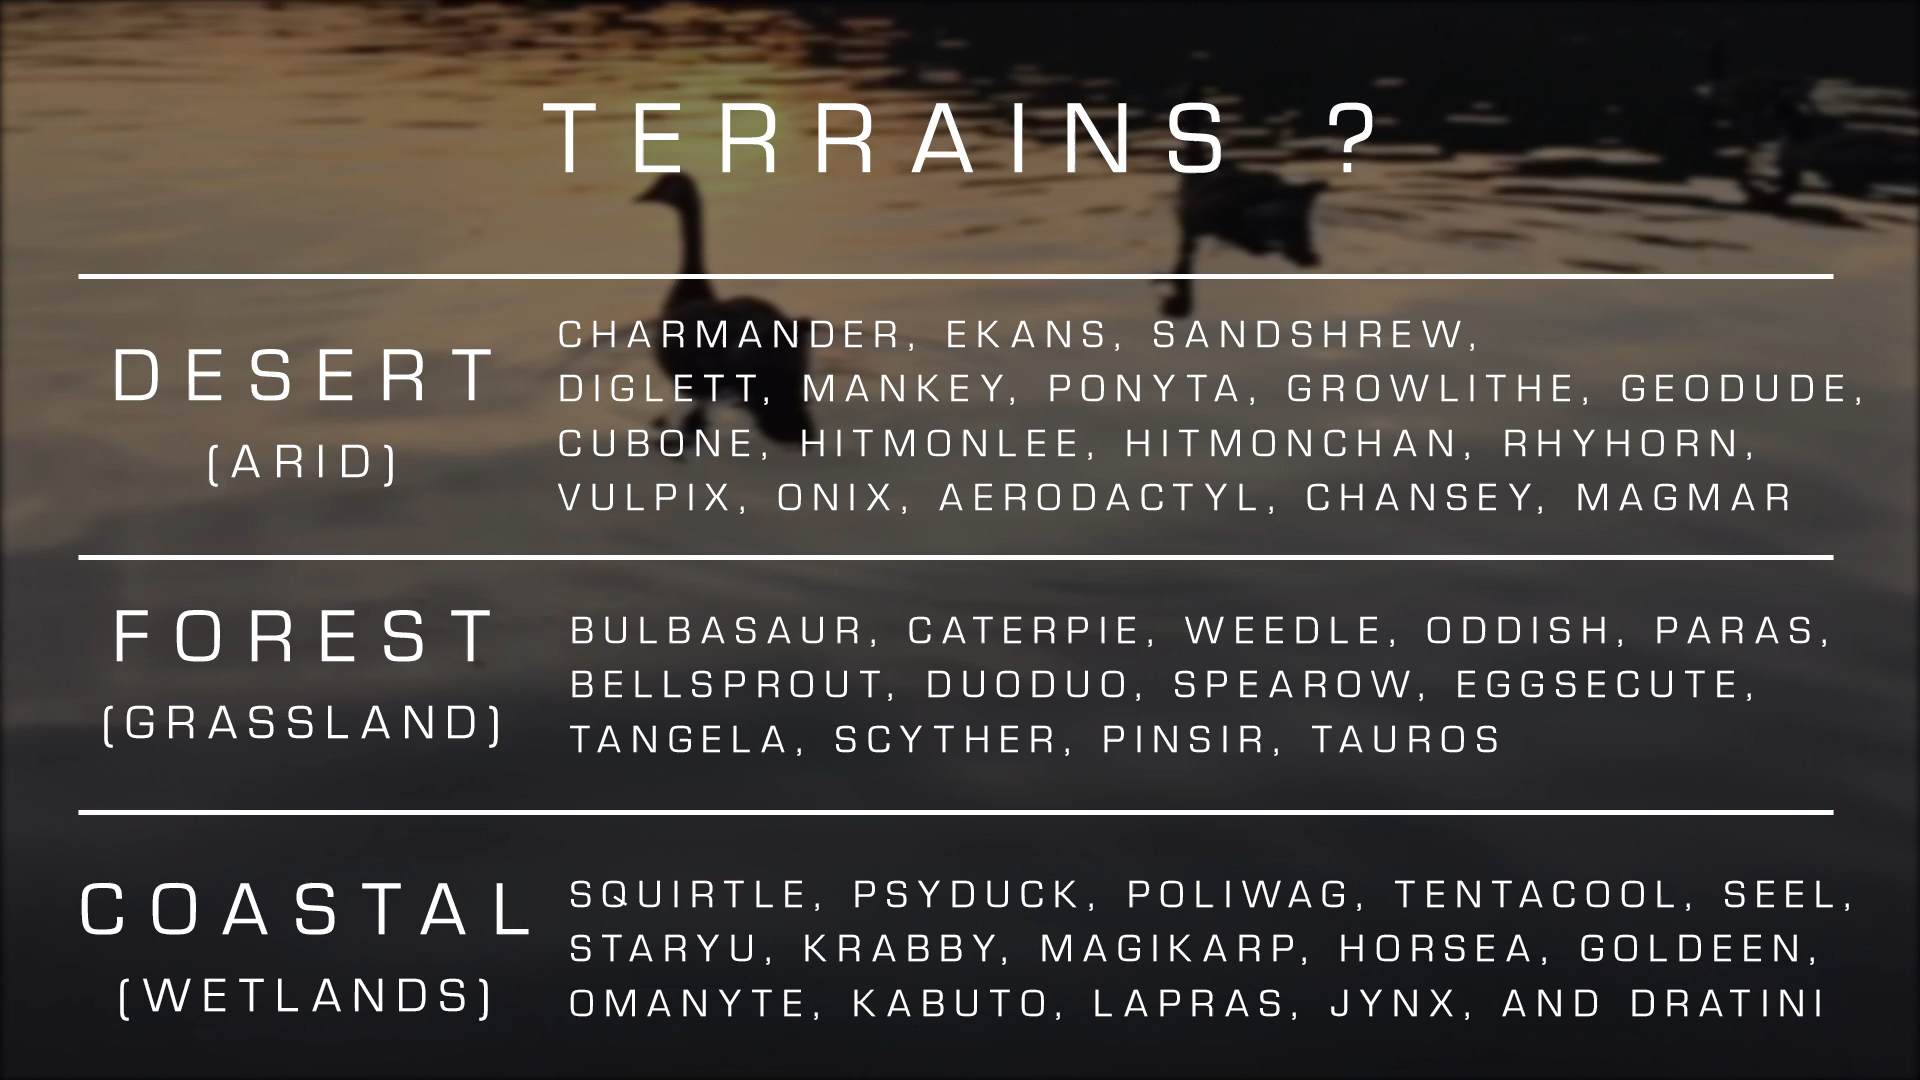 TERRAINS ?
DESERT
(ARID)
CHARMANDER, EKANS, SANDSHREW,
DIGLETT, MANKEY, PONYTA, GROWLITHE, GEODUDE,
CUBONE, HITMONLEE, HITMONCHAN, RHYHORN,
VULPIX, ONIX, AERODACTYL, CHANSEY, MAGMAR
FOREST
(GRASSLAND)
BULBASAUR, CATERPIE, WEEDLE, ODDISH, PARAS,
BELLSPROUT, DUODUO, SPEAROW, EGGSECUTE,
TANGELA, SCYTHER, PINSIR, TAUROS
COASTAL
(WETLANDS)
SQUIRTLE, PSYDUCK, POLIWAG, TENTACOOL, SEEL,
STARYU, KRABBY, MAGIKARP, HORSEA, GOLDEEN,
OMANYTE, KABUTO, LAPRAS, JYNX, AND DRATINI